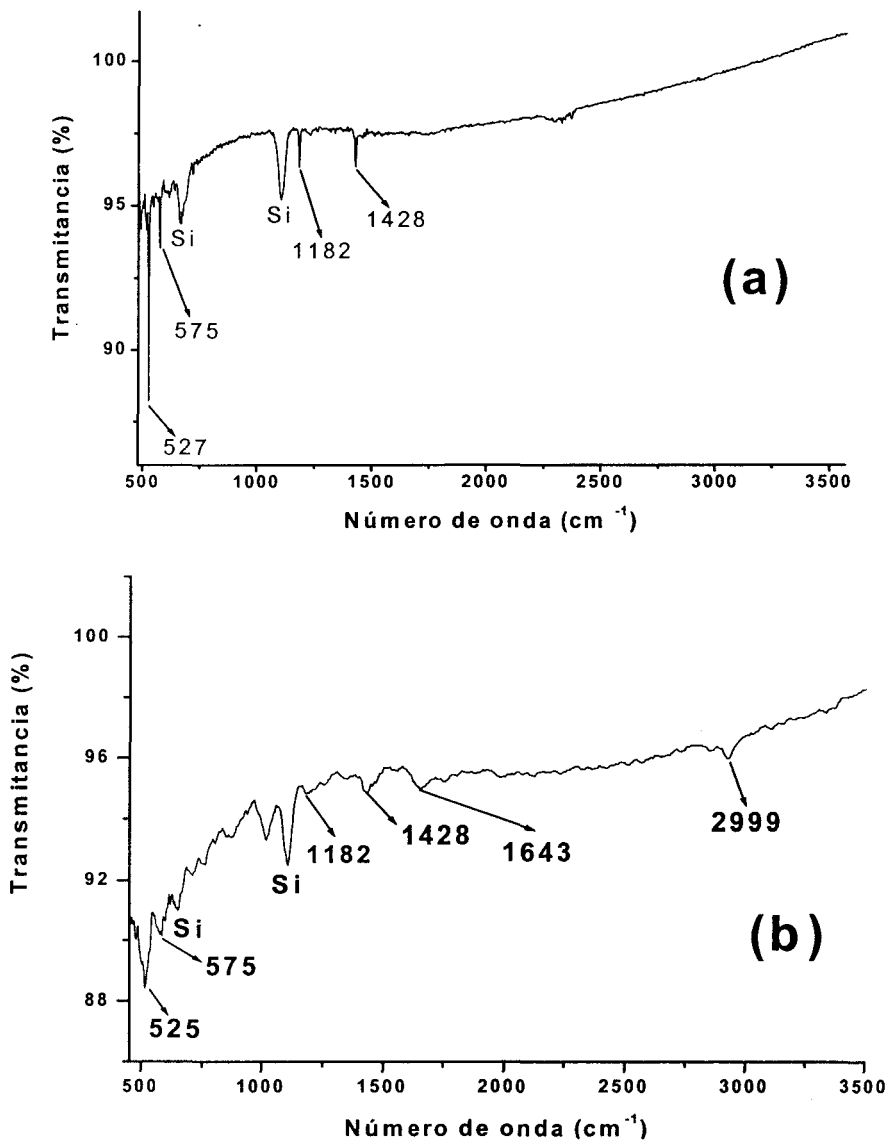 100
95
90
Transmitancia (%)
Si
Si
1182
1428
575
527
(a)
500 1000 1500 2000 2500 3000 3500
Número de onda (cm -1)
100
96
92
88
Transmitancia (%)
2999
1182
1428
1643
Si
Si
575
525
(b)
500 1000 1500 2000 2500 3000 3500
Número de onda (cm-1)